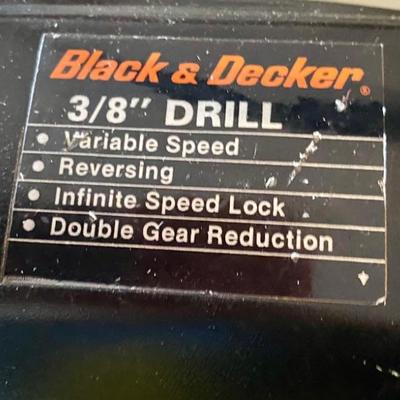 Black & Decker®
3/8" DRILL
• Variable Speed
• Reversing
• Infinite Speed Lock
• Double Gear Reduction